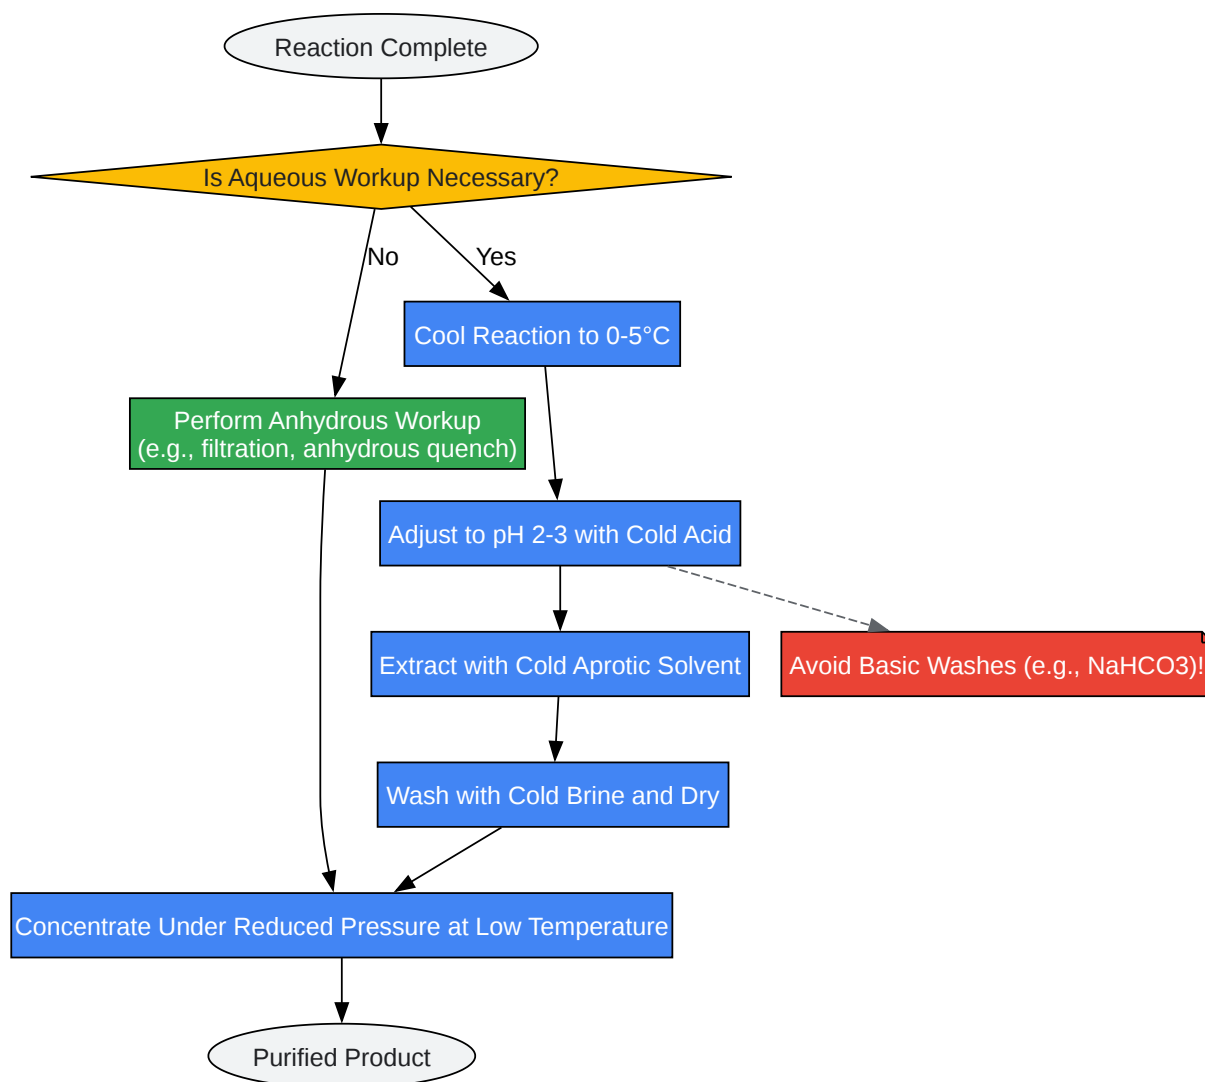 Reaction Complete
Is Aqueous Workup Necessary?
No
Yes
Cool Reaction to 0-5°C
Perform Anhydrous Workup
(e.g., filtration, anhydrous quench)
Adjust to pH 2-3 with Cold Acid
Extract with Cold Aprotic Solvent
Avoid Basic Washes (e.g., NaHCO3)!
Wash with Cold Brine and Dry
Concentrate Under Reduced Pressure at Low Temperature
Purified Product